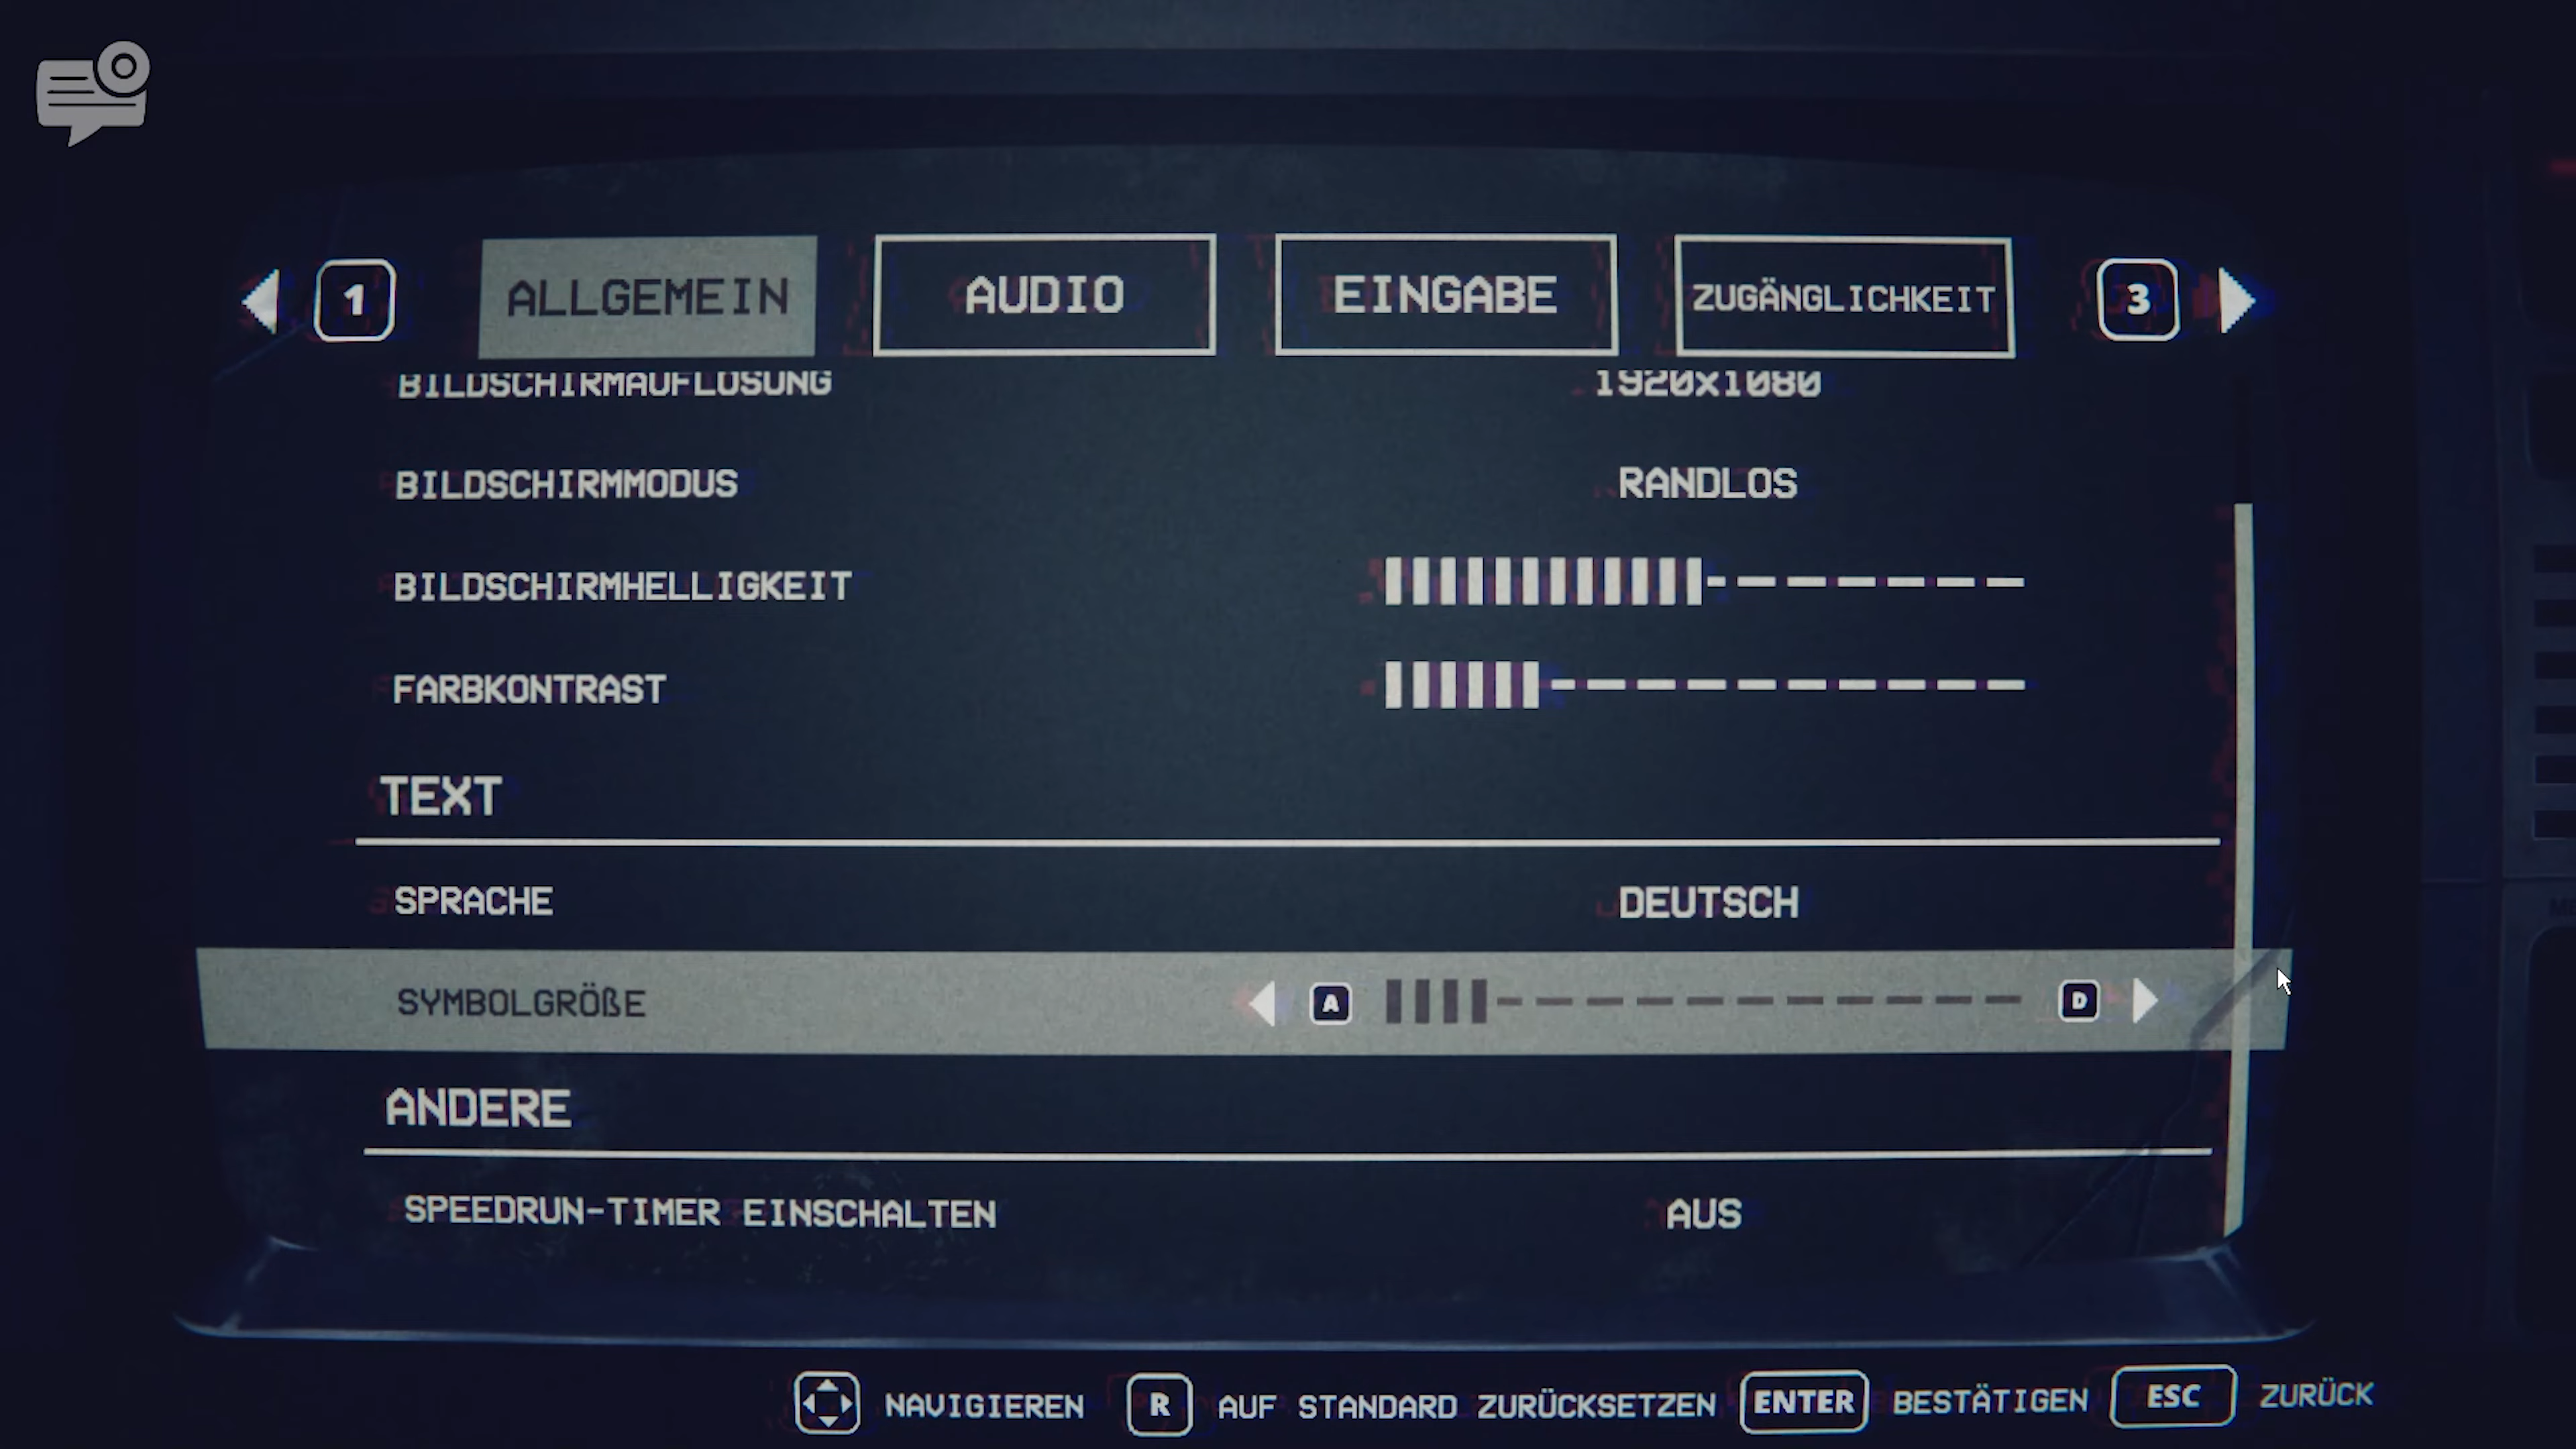 1 ALLGEMEIN AUDIO EINGABE ZUGÄNGLICHKEIT 3
BILDSCHIRMAUFLÖSUNG 1920x1080
BILDSCHIRMMODUS RANDLOS
BILDSCHIRMHELLIGKEIT
FARBKONTRAST
TEXT
SPRACHE DEUTSCH
SYMBOLGRÖßE A D
ANDERE
SPEEDRUN-TIMER EINSCHALTEN AUS
NAVIGIEREN R AUF STANDARD ZURÜCKSETZEN ENTER BESTÄTIGEN ESC ZURÜCK